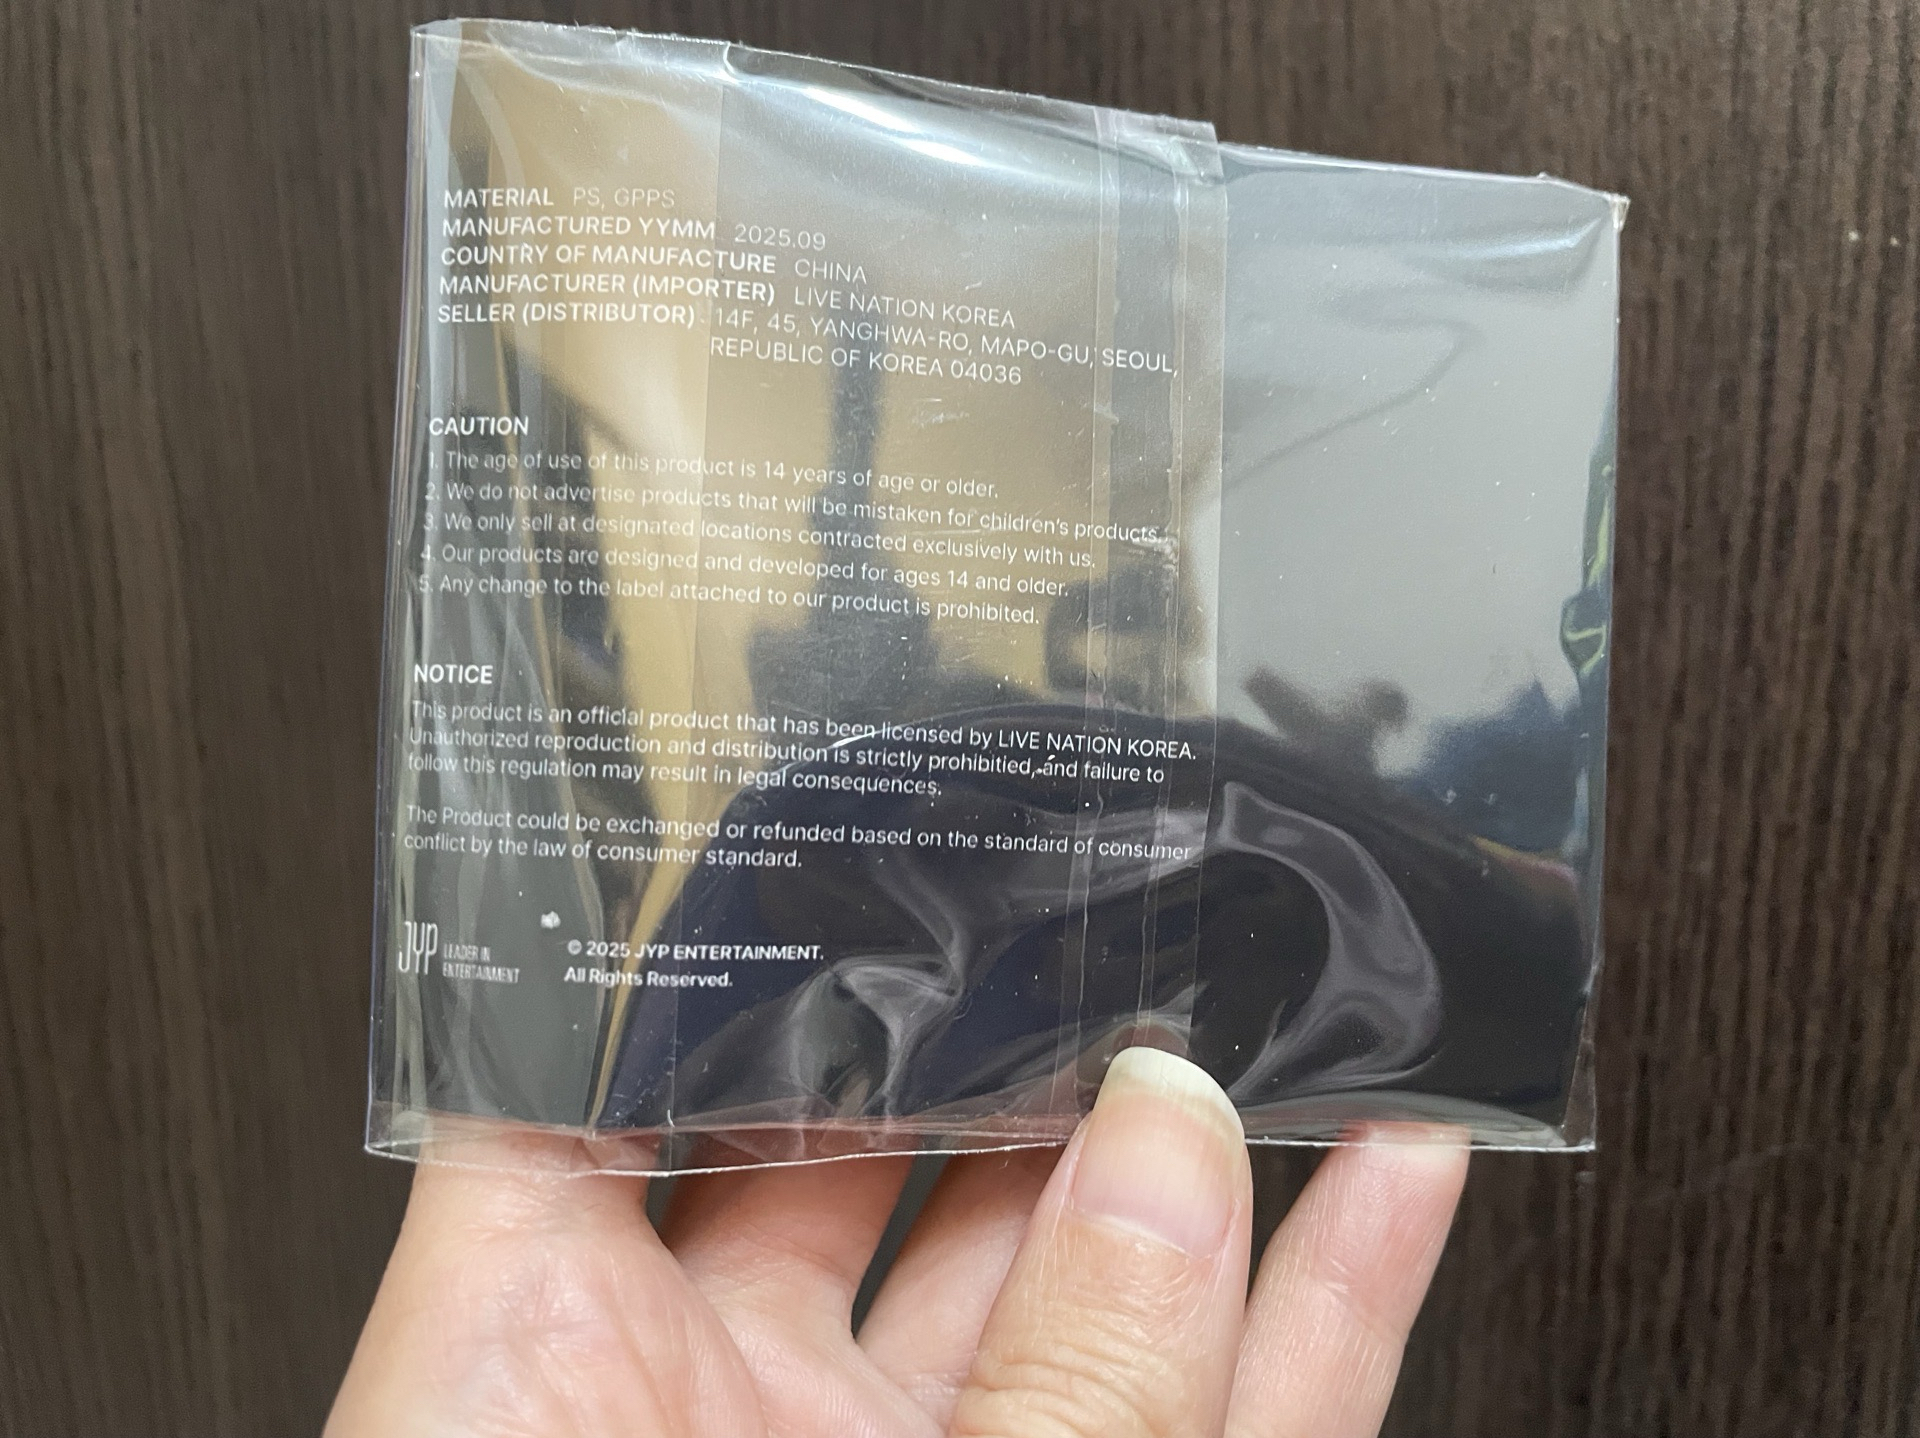 MATERIAL PS, GPPS
MANUFACTURED YYMM 2025.09
COUNTRY OF MANUFACTURE CHINA
MANUFACTURER (IMPORTER) LIVE NATION KOREA
SELLER (DISTRIBUTOR) 14F, 45, YANGHWA-RO, MAPO-GU, SEOUL,
REPUBLIC OF KOREA 04036
CAUTION
1. The age of use of this product is 14 years of age or older.
2. We do not advertise products that will be mistaken for children's products.
3. We only sell at designated locations contracted exclusively with us.
4. Our products are designed and developed for ages 14 and older.
5. Any change to the label attached to our product is prohibited.
NOTICE
This product is an official product that has been licensed by LIVE NATION KOREA.
Unauthorized reproduction and distribution is strictly prohibitied, and failure to
follow this regulation may result in legal consequences.
The Product could be exchanged or refunded based on the standard of consumer
conflict by the law of consumer standard.
JYP LEADER IN
ENTERTAINMENT
© 2025 JYP ENTERTAINMENT.
All Rights Reserved.